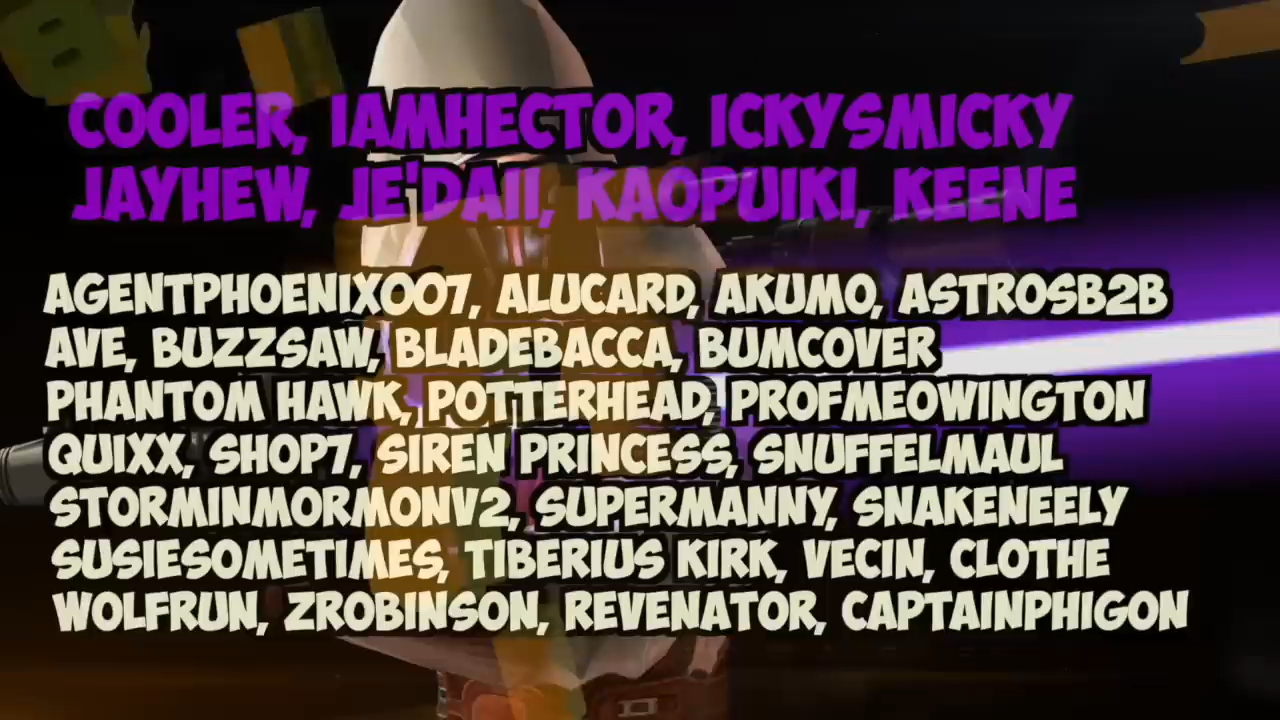 COOLER, IAMHECTOR, ICKYSMICKY
JAYHEW, JE'DAII, KAOPUIKI, KEENE
AGENTPHOENIX007, ALUCARD, AKUMO, ASTROSB2B
AVE, BUZZSAW, BLADEBACCA, BUMCOVER
PHANTOM HAWK, POTTERHEAD, PROFMEOWINGTON
QUIXX, SHOP7, SIREN PRINCESS, SNUFFELMAUL
STORMINMORMONV2, SUPERMANNY, SNAKENEELY
SUSIESOMETIMES, TIBERIUS KIRK, VECIN, CLOTHE
WOLFRUN, ZROBINSON, REVENATOR, CAPTAINPHIGON